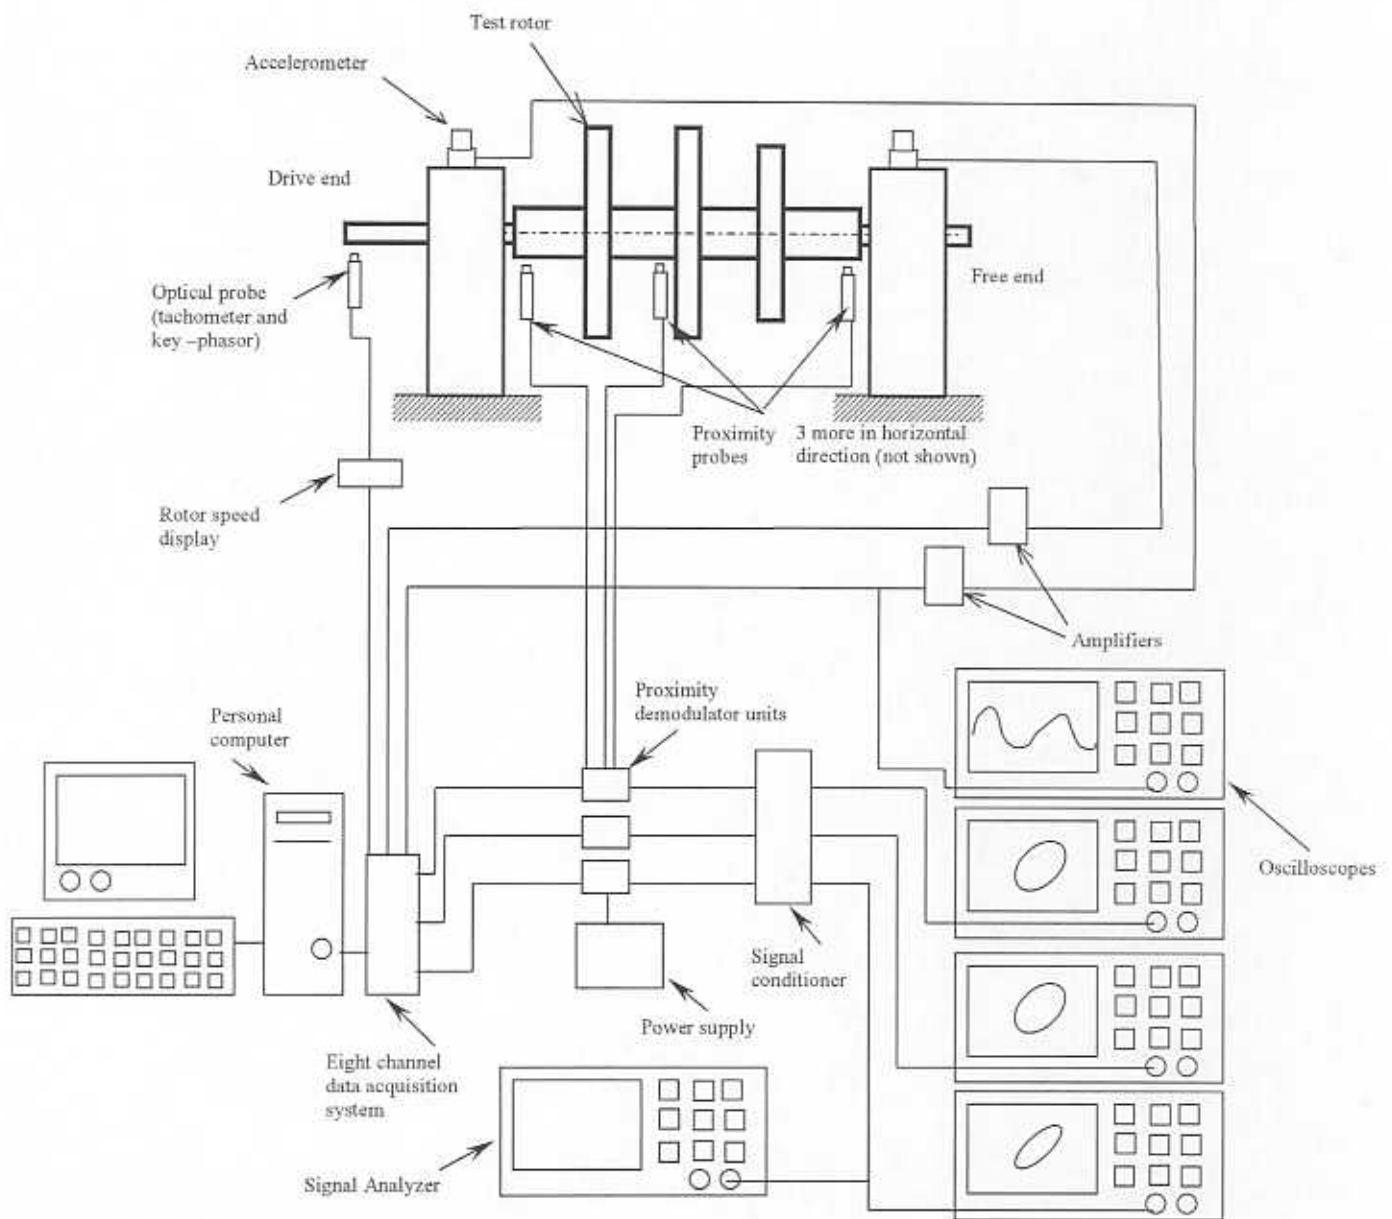 Test rotor
Accelerometer
Drive end
Free end
Optical probe
(tachometer and
key –phasor)
Proximity
probes
3 more in horizontal
direction (not shown)
Rotor speed
display
Amplifiers
Proximity
demodulator units
Personal
computer
Oscilloscopes
Signal
conditioner
Power supply
Eight channel
data acquisition
system
Signal Analyzer